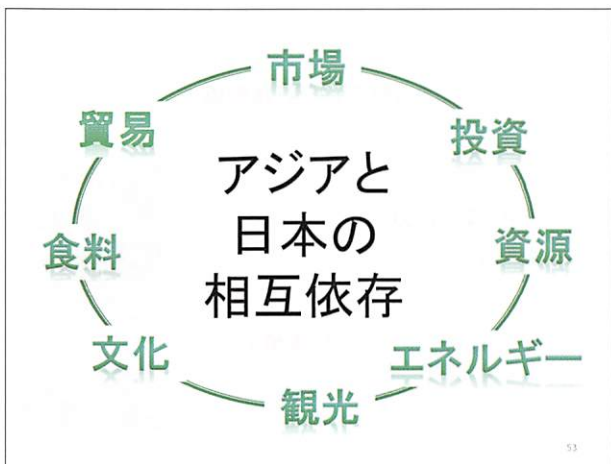 市場
投資
資源
エネルギー
観光
文化
食料
貿易
アジアと
日本の
相互依存
53